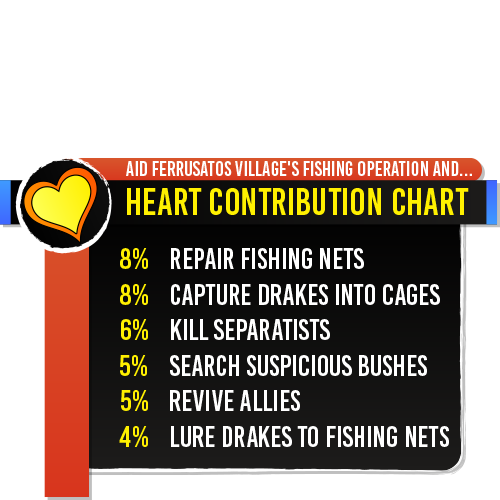 AID FERRUSATOS VILLAGE'S FISHING OPERATION AND...
HEART CONTRIBUTION CHART
8% REPAIR FISHING NETS
8% CAPTURE DRAKES INTO CAGES
6% KILL SEPARATISTS
5% SEARCH SUSPICIOUS BUSHES
5% REVIVE ALLIES
4% LURE DRAKES TO FISHING NETS